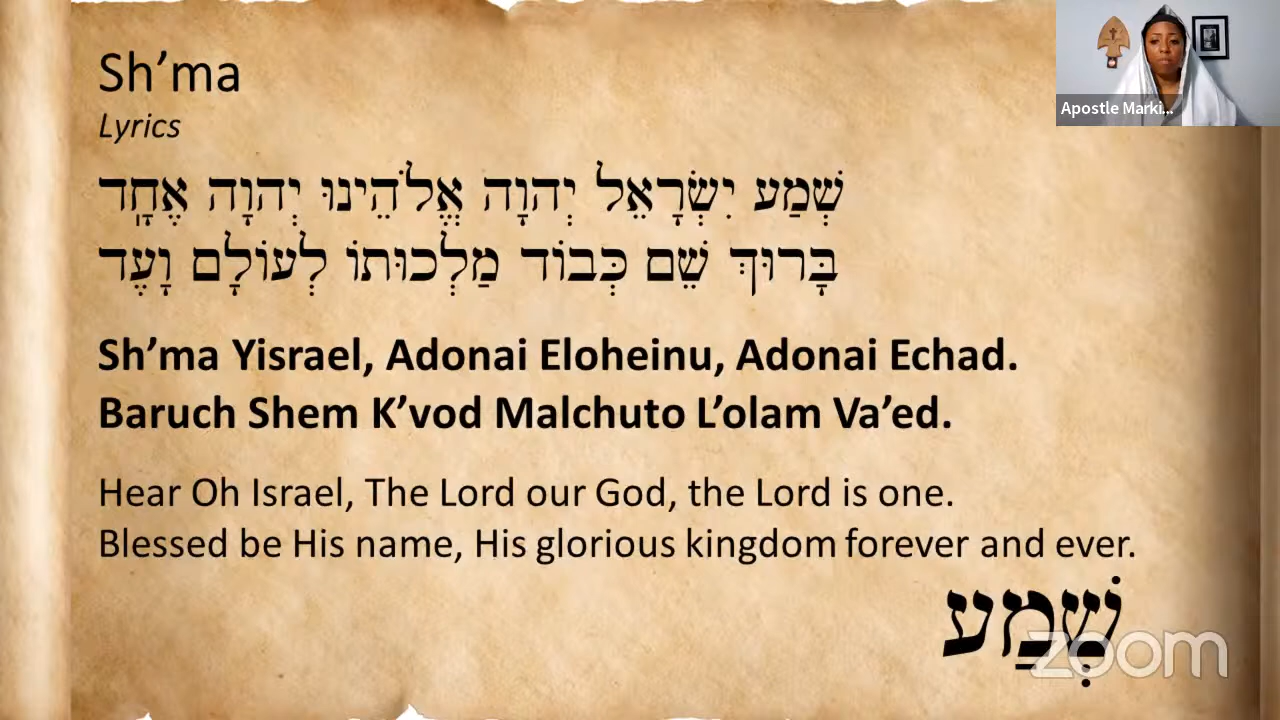 Sh’ma
Lyrics
שְׁמַע יִשְׂרָאֵל יְהוָה אֱלֹהֵינוּ יְהוָה אֶחָֽד
בָּרוּךְ שֵׁם כְּבוֹד מַלְכוּתוֹ לְעוֹלָם וָעֶד
Sh’ma Yisrael, Adonai Eloheinu, Adonai Echad.
Baruch Shem K’vod Malchuto L’olam Va’ed.
Hear Oh Israel, The Lord our God, the Lord is one.
Blessed be His name, His glorious kingdom forever and ever.
שְׁמַע
zoom
Apostle Marki...